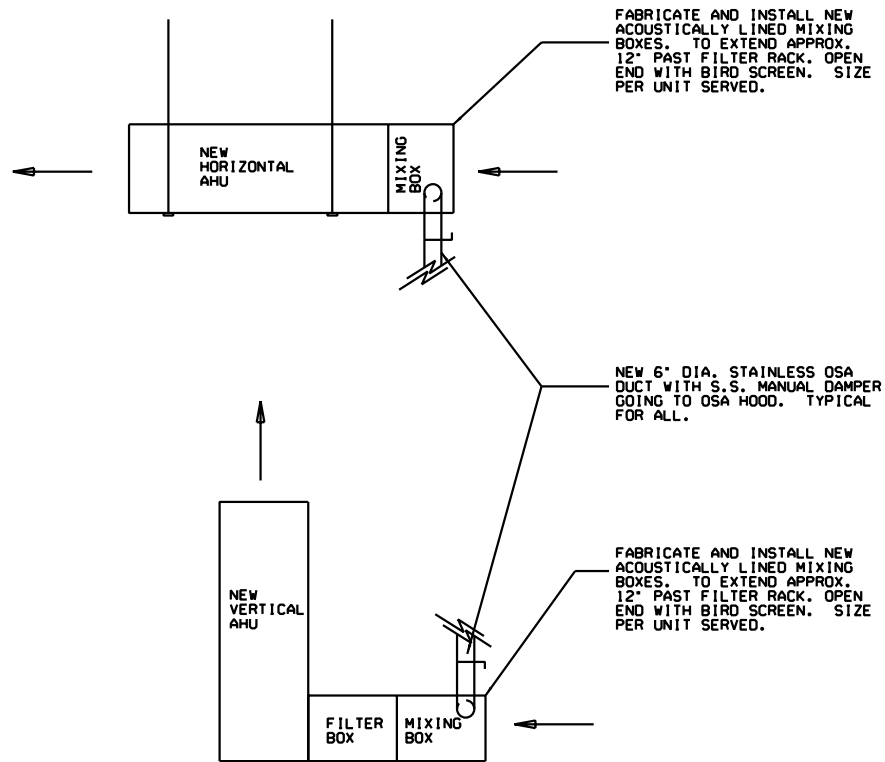 FABRICATE AND INSTALL NEW
ACOUSTICALLY LINED MIXING
BOXES.  TO EXTEND APPROX.
12" PAST FILTER RACK. OPEN
END WITH BIRD SCREEN.  SIZE
PER UNIT SERVED.
NEW
HORIZONTAL
AHU
MIXING
BOX
NEW 6" DIA. STAINLESS OSA
DUCT WITH S.S. MANUAL DAMPER
GOING TO OSA HOOD.  TYPICAL
FOR ALL.
FABRICATE AND INSTALL NEW
ACOUSTICALLY LINED MIXING
BOXES.  TO EXTEND APPROX.
12" PAST FILTER RACK. OPEN
END WITH BIRD SCREEN.  SIZE
PER UNIT SERVED.
NEW
VERTICAL
AHU
FILTER
BOX
MIXING
BOX